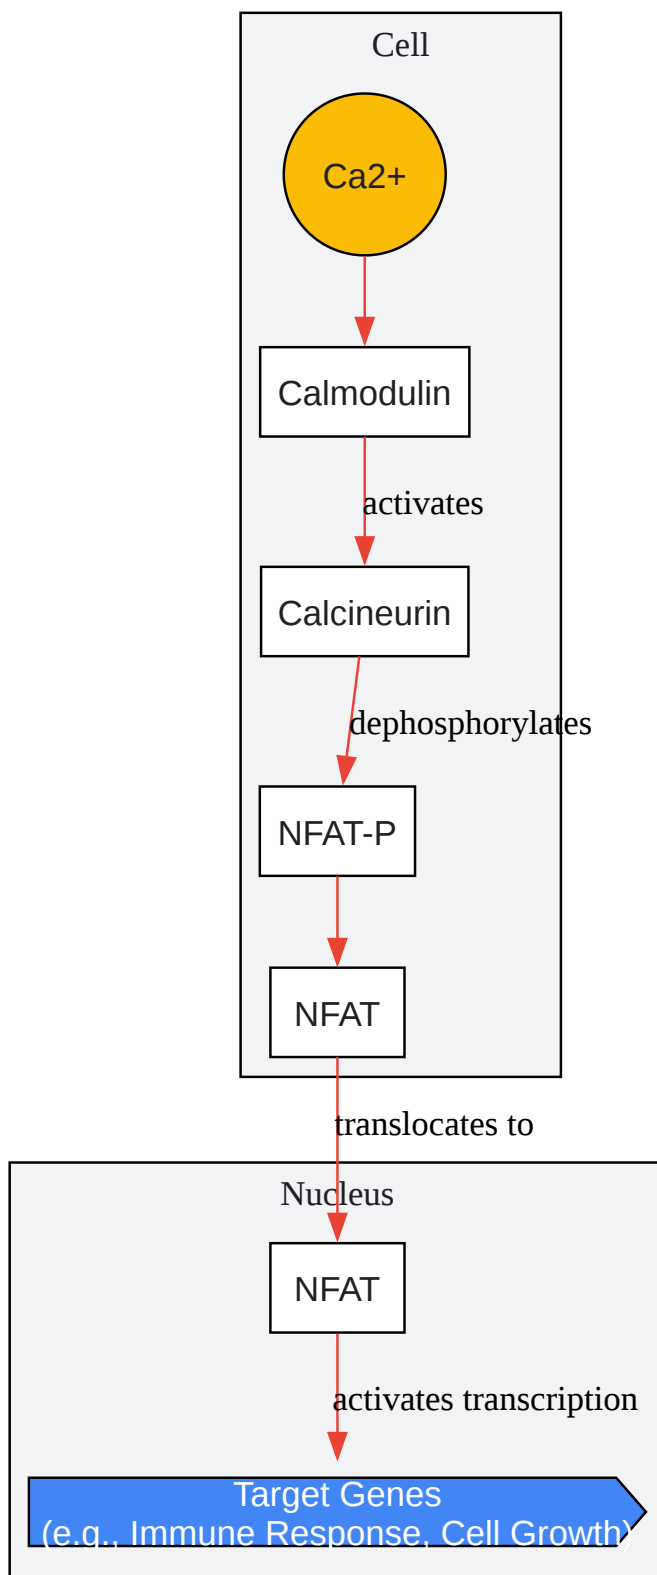 Cell
Ca2+
Calmodulin
activates
Calcineurin
dephosphorylates
NFAT-P
NFAT
translocates to
Nucleus
NFAT
activates transcription
Target Genes
(e.g., Immune Response, Cell Growth)